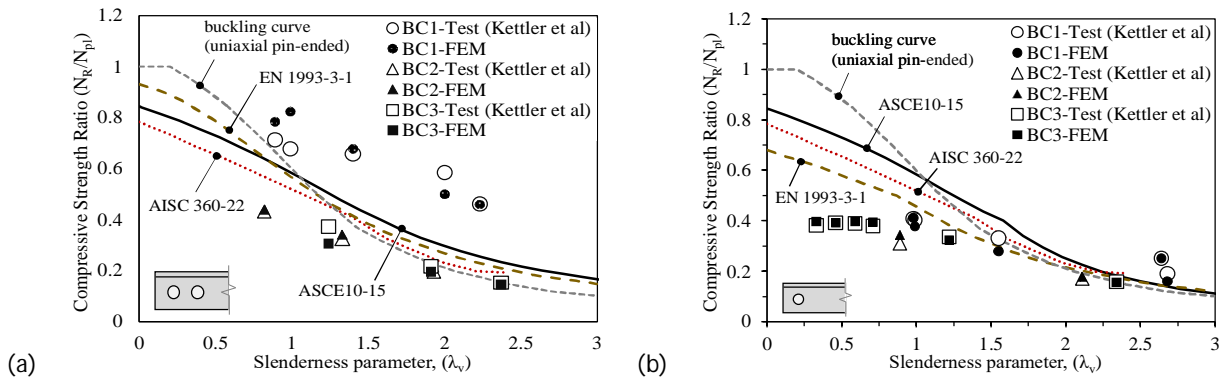 1.2
1
0.8
0.6
0.4
0.2
0
0
0.5
1
1.5
2
2.5
3
Compressive Strength Ratio (N_R/N_pl)
Slenderness parameter, (λ_v)
buckling curve
(uniaxial pin-ended)
EN 1993-3-1
AISC 360-22
ASCE10-15
BC1-Test (Kettler et al)
BC1-FEM
BC2-Test (Kettler et al)
BC2-FEM
BC3-Test (Kettler et al)
BC3-FEM
(a)
1.2
1
0.8
0.6
0.4
0.2
0
0
0.5
1
1.5
2
2.5
3
Compressive Strength Ratio (N_R/N_pl)
Slenderness parameter, (λ_v)
buckling curve
(uniaxial pin-ended)
ASCE10-15
AISC 360-22
EN 1993-3-1
BC1-Test (Kettler et al)
BC1-FEM
BC2-Test (Kettler et al)
BC2-FEM
BC3-Test (Kettler et al)
BC3-FEM
(b)